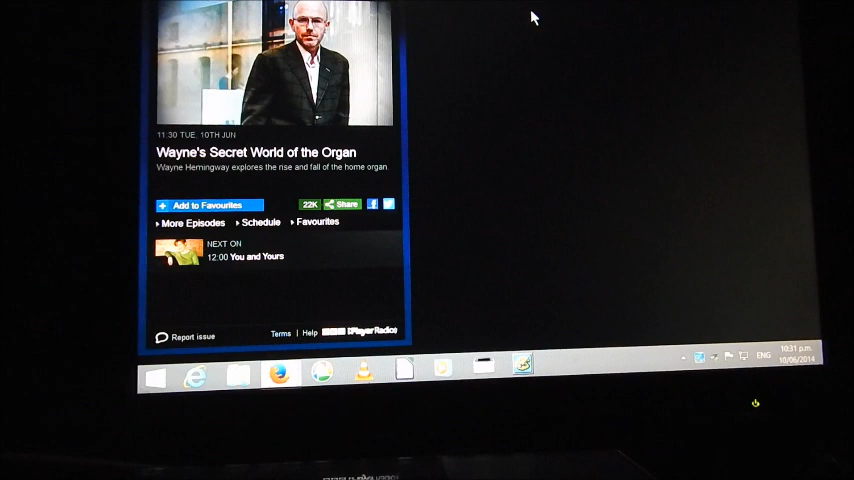 11:30 TUE, 10TH JUN
Wayne's Secret World of the Organ
Wayne Hemingway explores the rise and fall of the home organ.
+ Add to Favourites
22K Share
More Episodes Schedule Favourites
NEXT ON
12:00 You and Yours
Report issue
Terms | Help BBC iPlayer Radio
ENG
10:31 p.m.
10/06/2014